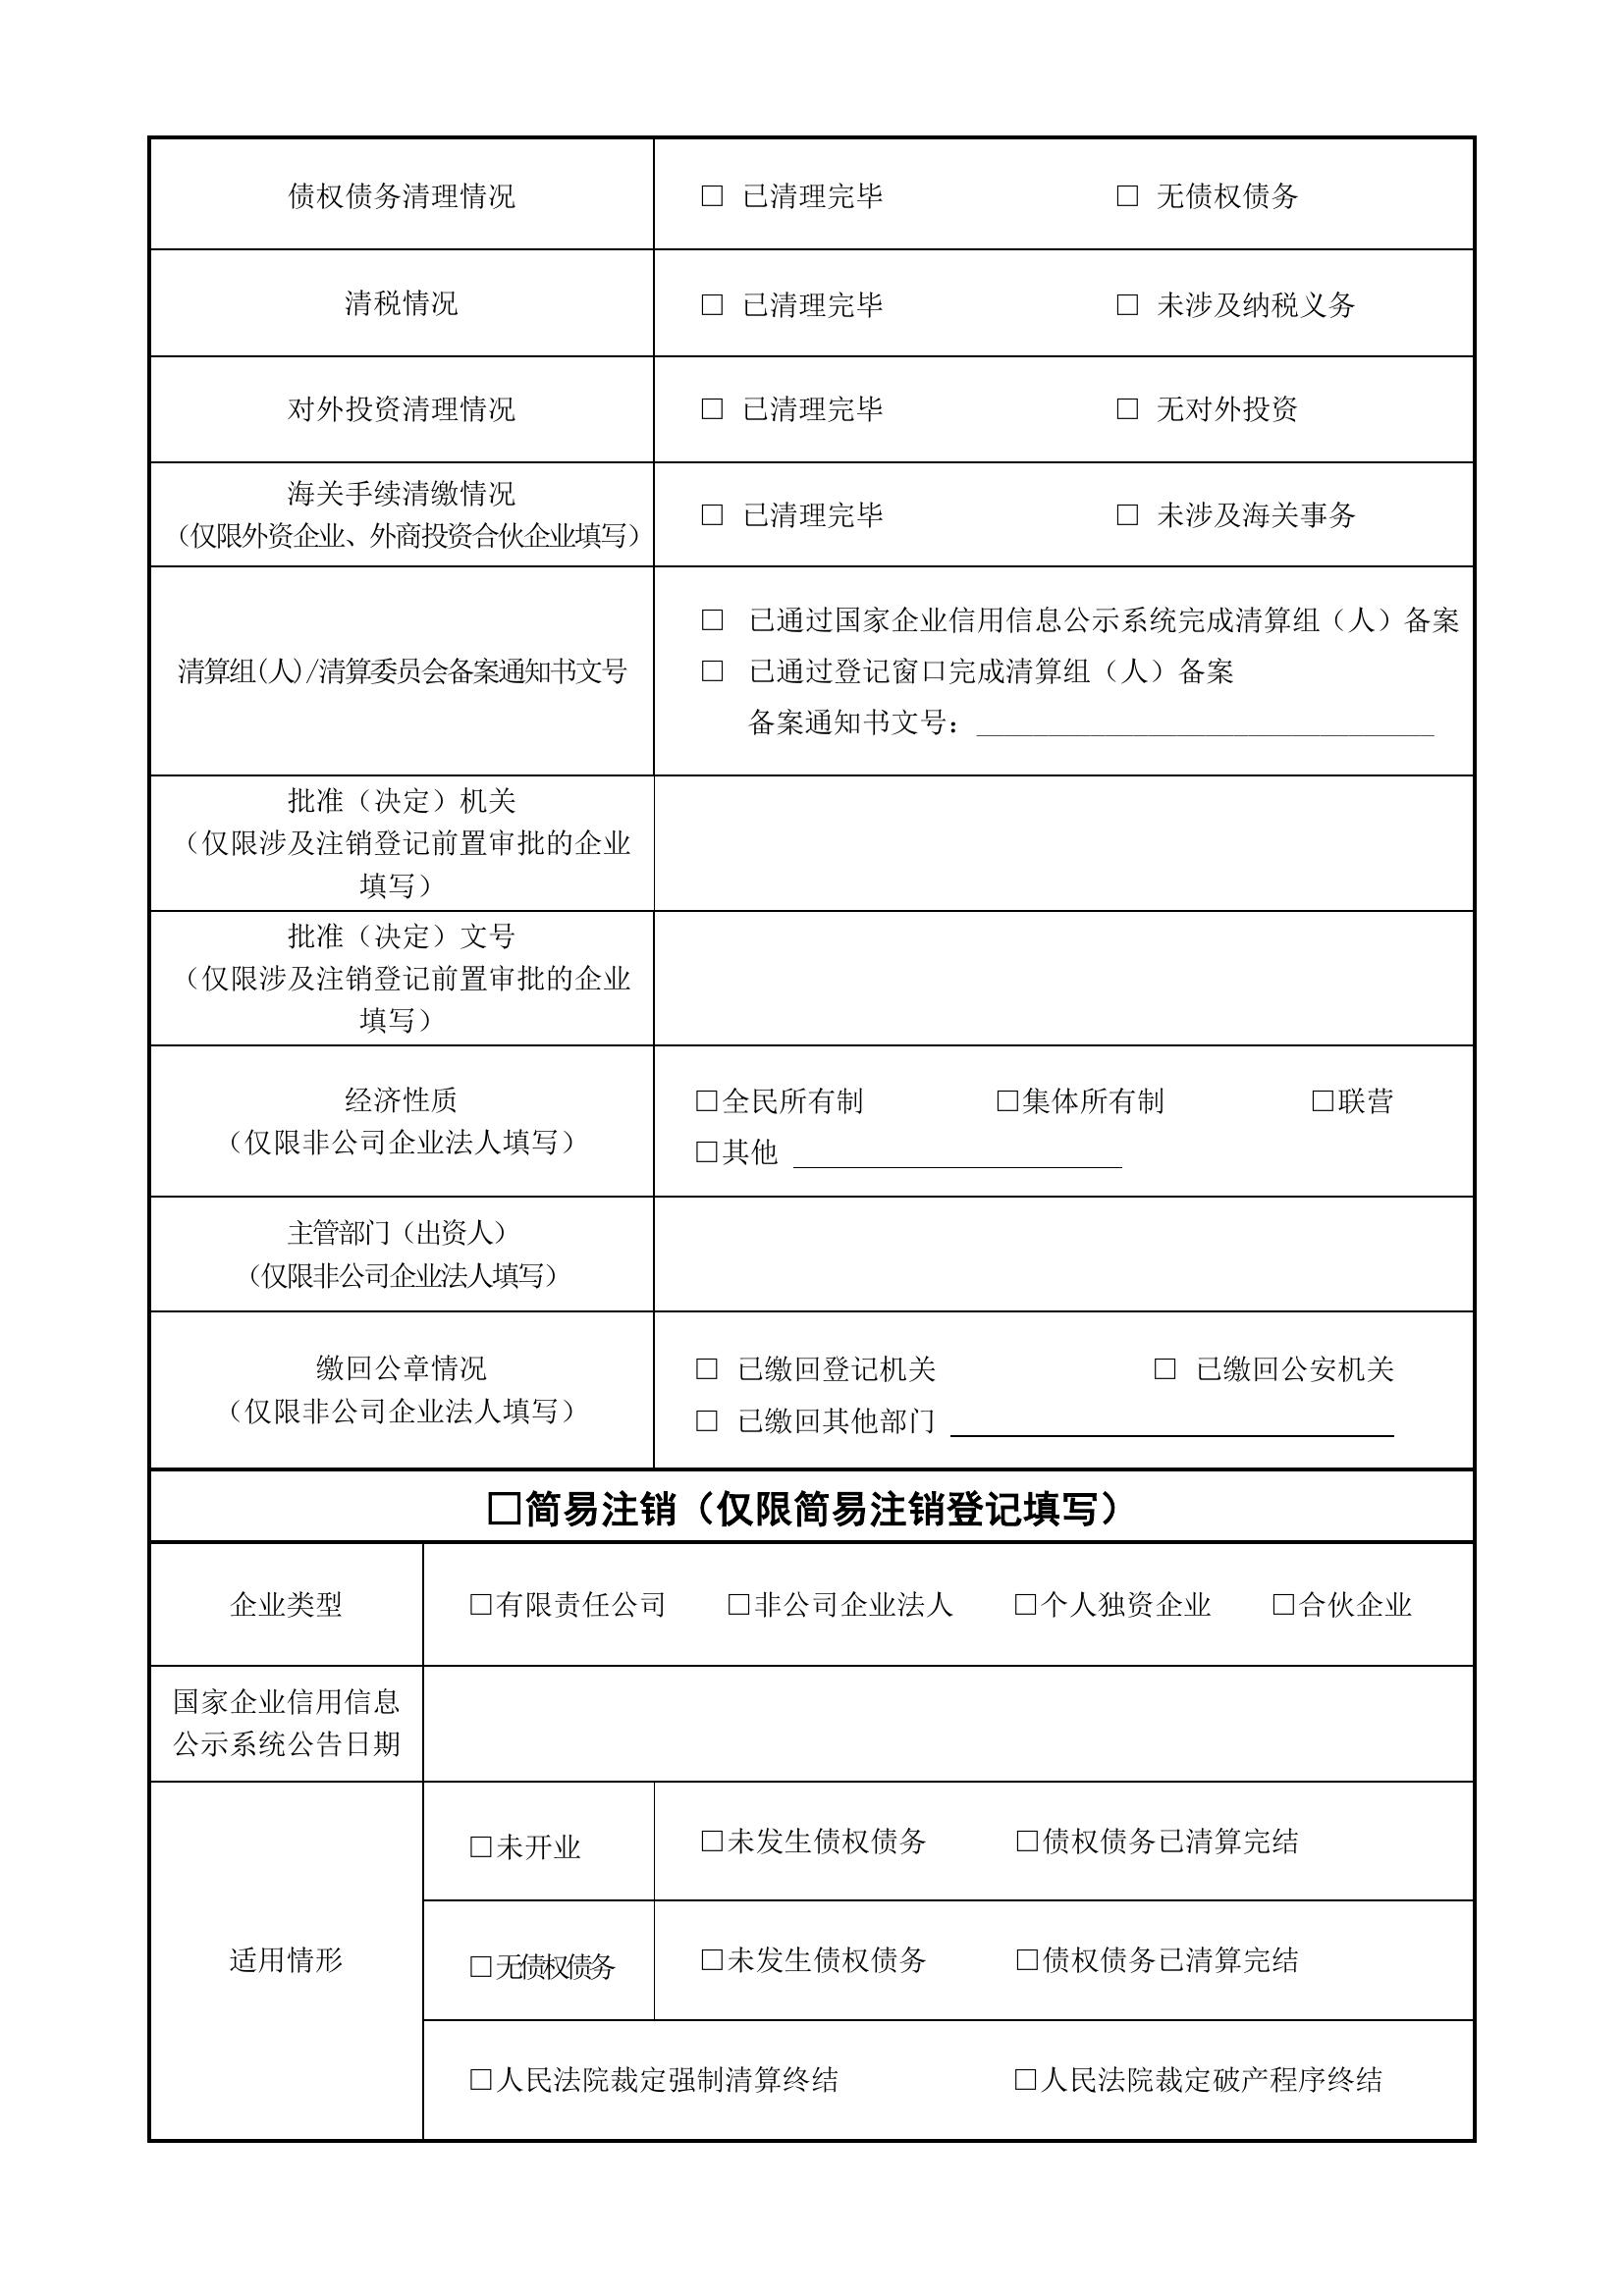 债权债务清理情况
□ 已清理完毕 □ 无债权债务
清税情况
□ 已清理完毕 □ 未涉及纳税义务
对外投资清理情况
□ 已清理完毕 □ 无对外投资
海关手续清缴情况
（仅限外资企业、外商投资合伙企业填写）
□ 已清理完毕 □ 未涉及海关事务
清算组(人)/清算委员会备案通知书文号
□ 已通过国家企业信用信息公示系统完成清算组（人）备案
□ 已通过登记窗口完成清算组（人）备案
备案通知书文号：________________________________
批准（决定）机关
（仅限涉及注销登记前置审批的企业
填写）
批准（决定）文号
（仅限涉及注销登记前置审批的企业
填写）
经济性质
（仅限非公司企业法人填写）
□全民所有制 □集体所有制 □联营
□其他 ______________________
主管部门（出资人）
（仅限非公司企业法人填写）
缴回公章情况
（仅限非公司企业法人填写）
□ 已缴回登记机关 □ 已缴回公安机关
□ 已缴回其他部门 ______________________________
□简易注销（仅限简易注销登记填写）
企业类型
□有限责任公司 □非公司企业法人 □个人独资企业 □合伙企业
国家企业信用信息
公示系统公告日期
适用情形
□未开业
□未发生债权债务 □债权债务已清算完结
□无债权债务
□未发生债权债务 □债权债务已清算完结
□人民法院裁定强制清算终结 □人民法院裁定破产程序终结